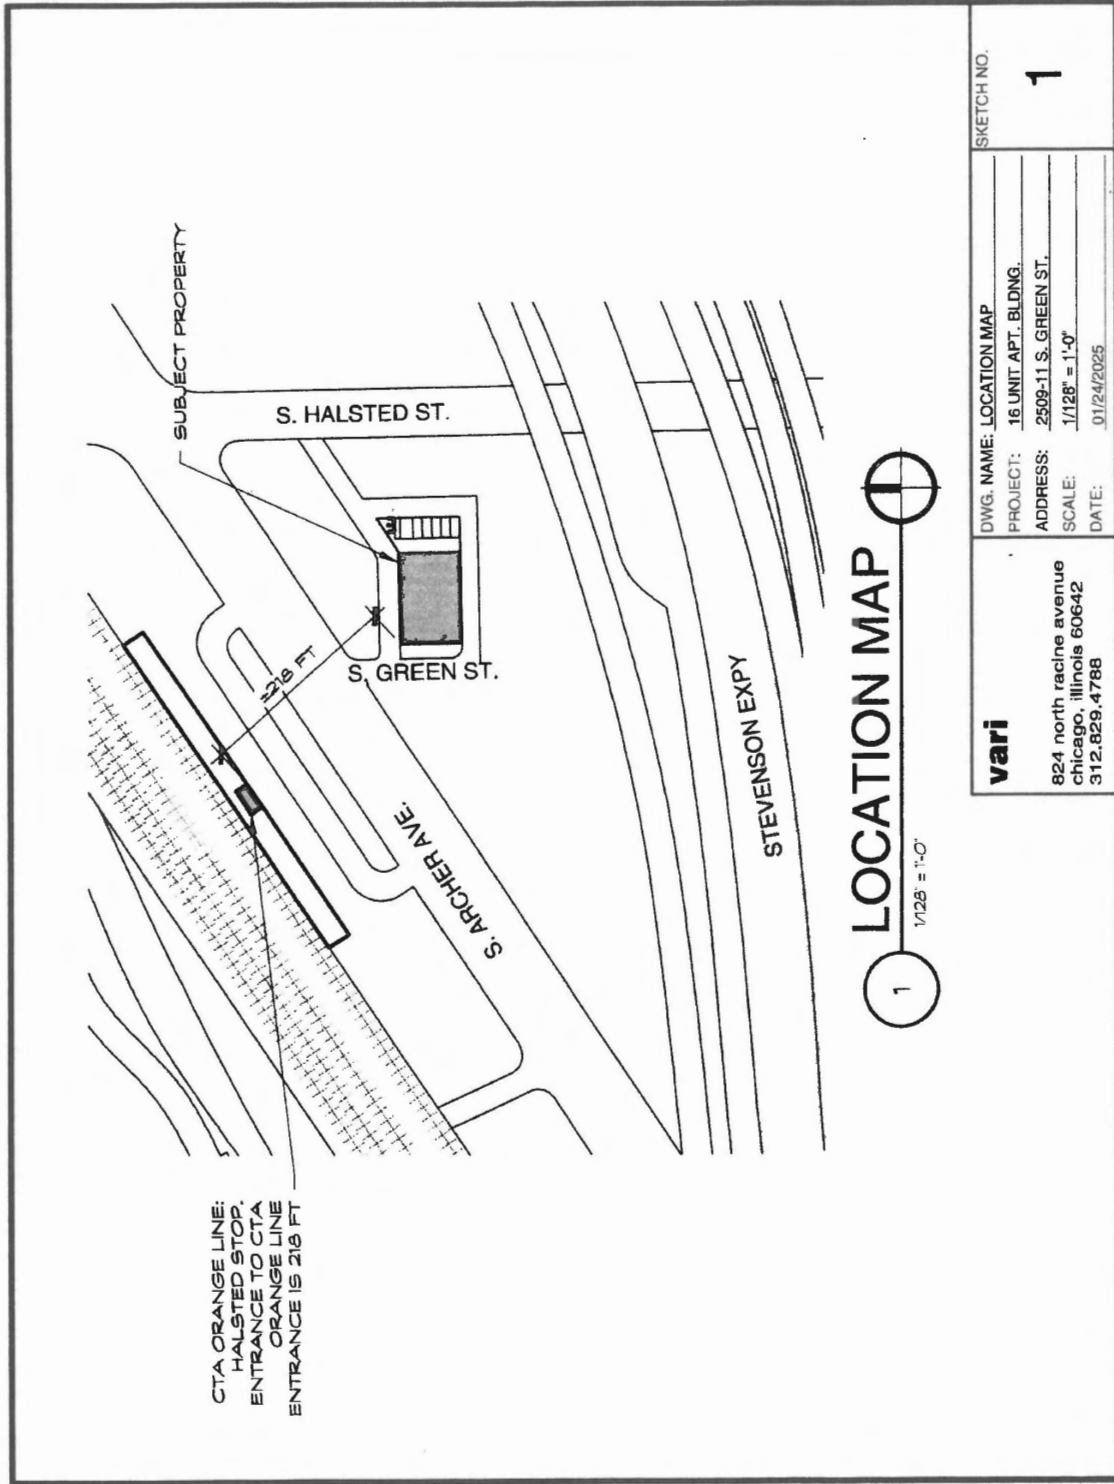 CTA ORANGE LINE:
HALSTED STOP.
ENTRANCE TO CTA
ORANGE LINE
ENTRANCE IS 218 FT
SUBJECT PROPERTY
±218 FT
S. HALSTED ST.
S. GREEN ST.
S. ARCHER AVE.
STEVENSON EXPY
1
LOCATION MAP
1/128" = 1'-0"
vari
824 north racine avenue
chicago, illinois 60642
312.829.4788
DWG. NAME: LOCATION MAP
PROJECT: 16 UNIT APT. BLDNG.
ADDRESS: 2509-11 S. GREEN ST.
SCALE: 1/128" = 1'-0"
DATE: 01/24/2025
SKETCH NO.
1